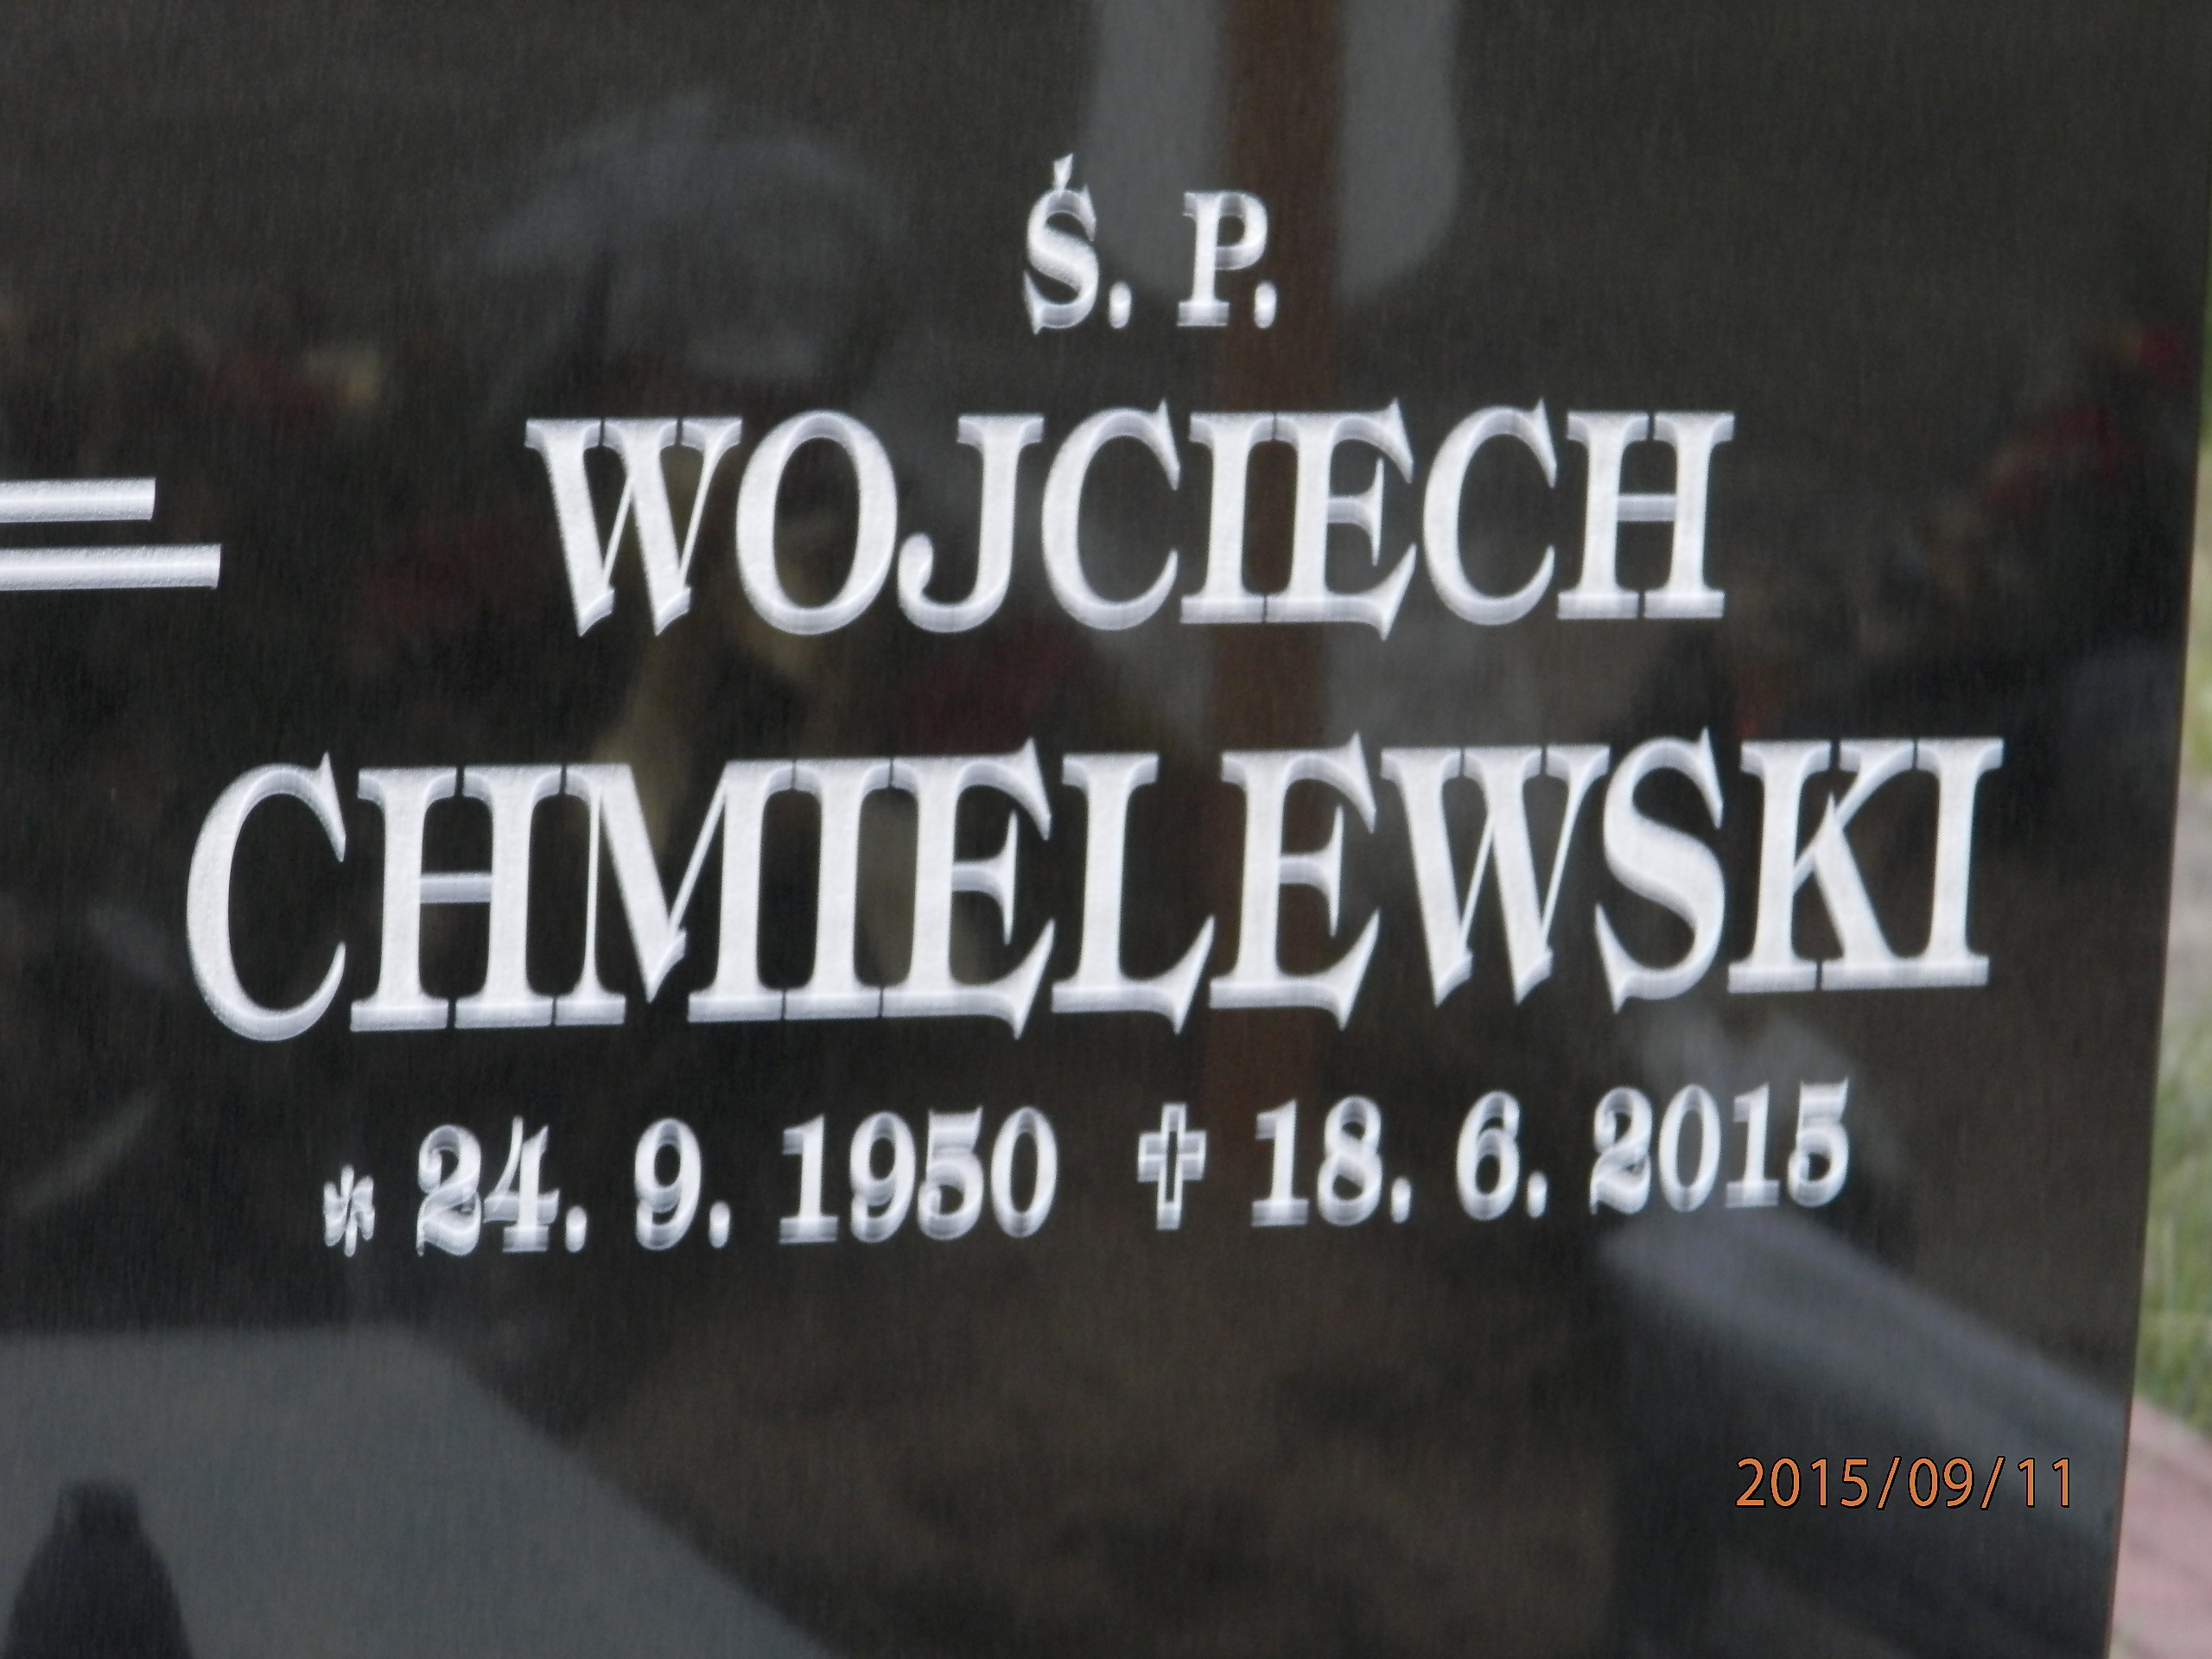 Ś. P.
WOJCIECH
CHMIELEWSKI
* 24. 9. 1950 ✝ 18. 6. 2015
2015/09/11